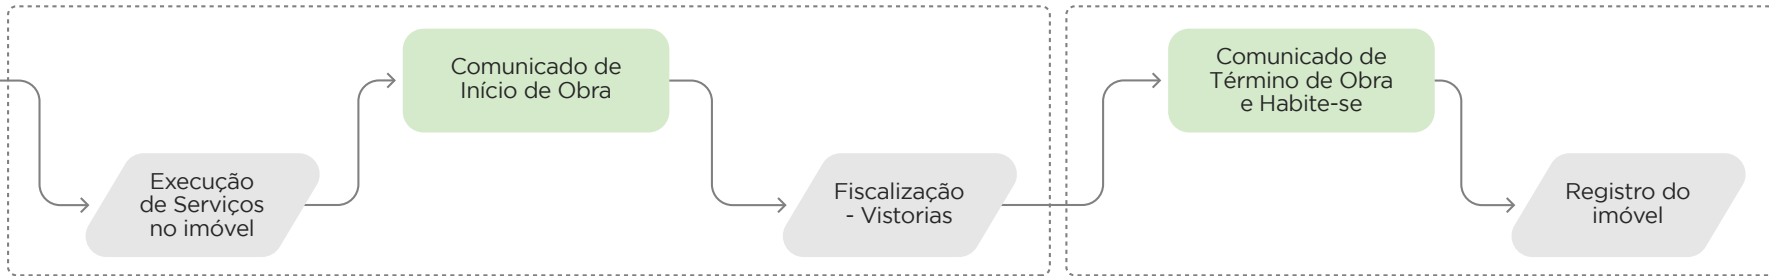 Execução
de Serviços
no imóvel
Comunicado de
Início de Obra
Fiscalização
- Vistorias
Comunicado de
Término de Obra
e Habite-se
Registro do
imóvel